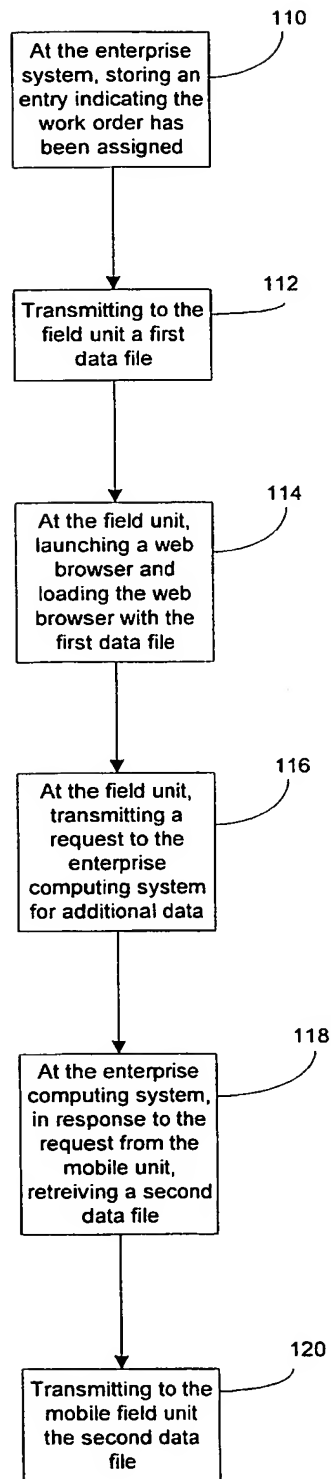 110
At the enterprise
system, storing an
entry indicating the
work order has
been assigned
112
Transmitting to the
field unit a first
data file
114
At the field unit,
launching a web
browser and
loading the web
browser with the
first data file
116
At the field unit,
transmitting a
request to the
enterprise
computing system
for additional data
118
At the enterprise
computing system,
in response to the
request from the
mobile unit,
retreiving a second
data file
120
Transmitting to the
mobile field unit
the second data
file